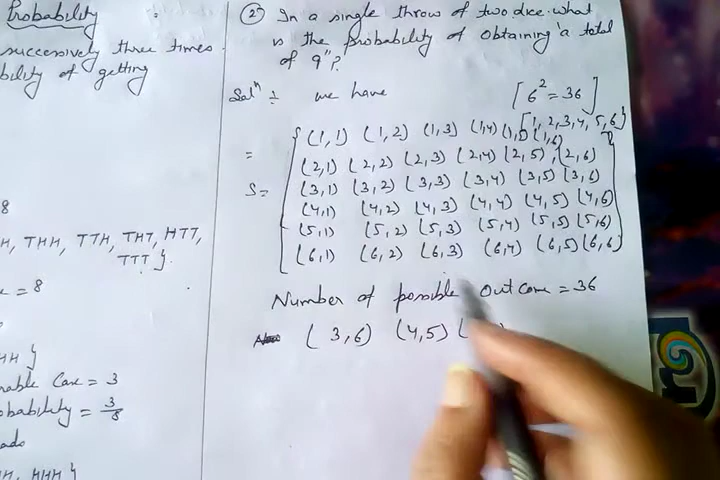 Probability
successively three times
bility of getting
8
H, THH, TTH, THT, HTT,
TTT }.
= 8
HH }
rable Case = 3
obability = 3/8
ado
HH, HHH }
② In a single throw of two dice what
is the probability of obtaining "a total
of 9"?
Solⁿ ÷ we have [ 6² = 36 ]
[1, 2, 3, 4, 5, 6}
{ (1,1) (1,2) (1,3) (1,4) (1,5) (1,6)
= (2,1) (2,2) (2,3) (2,4) (2,5), (2,6)
S = (3,1) (3,2) (3,3) (3,4) (3,5) (3,6)
(4,1) (4,2) (4,3) (4,4) (4,5) (4,6)
(5,1) (5,2) (5,3) (5,4) (5,5) (5,6)
(6,1) (6,2) (6,3) (6,4) (6,5) (6,6) }
Number of possible outcome = 36
(3,6) (4,5) (